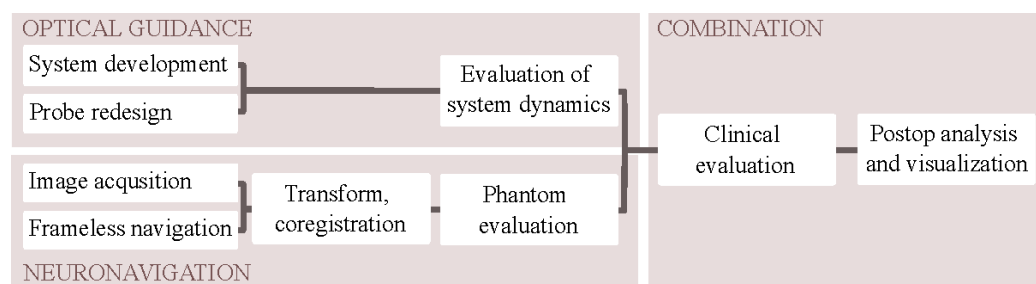 OPTICAL GUIDANCE
System development
Probe redesign
Evaluation of
system dynamics
Image acqusition
Frameless navigation
Transform,
coregistration
Phantom
evaluation
NEURONAVIGATION
COMBINATION
Clinical
evaluation
Postop analysis
and visualization